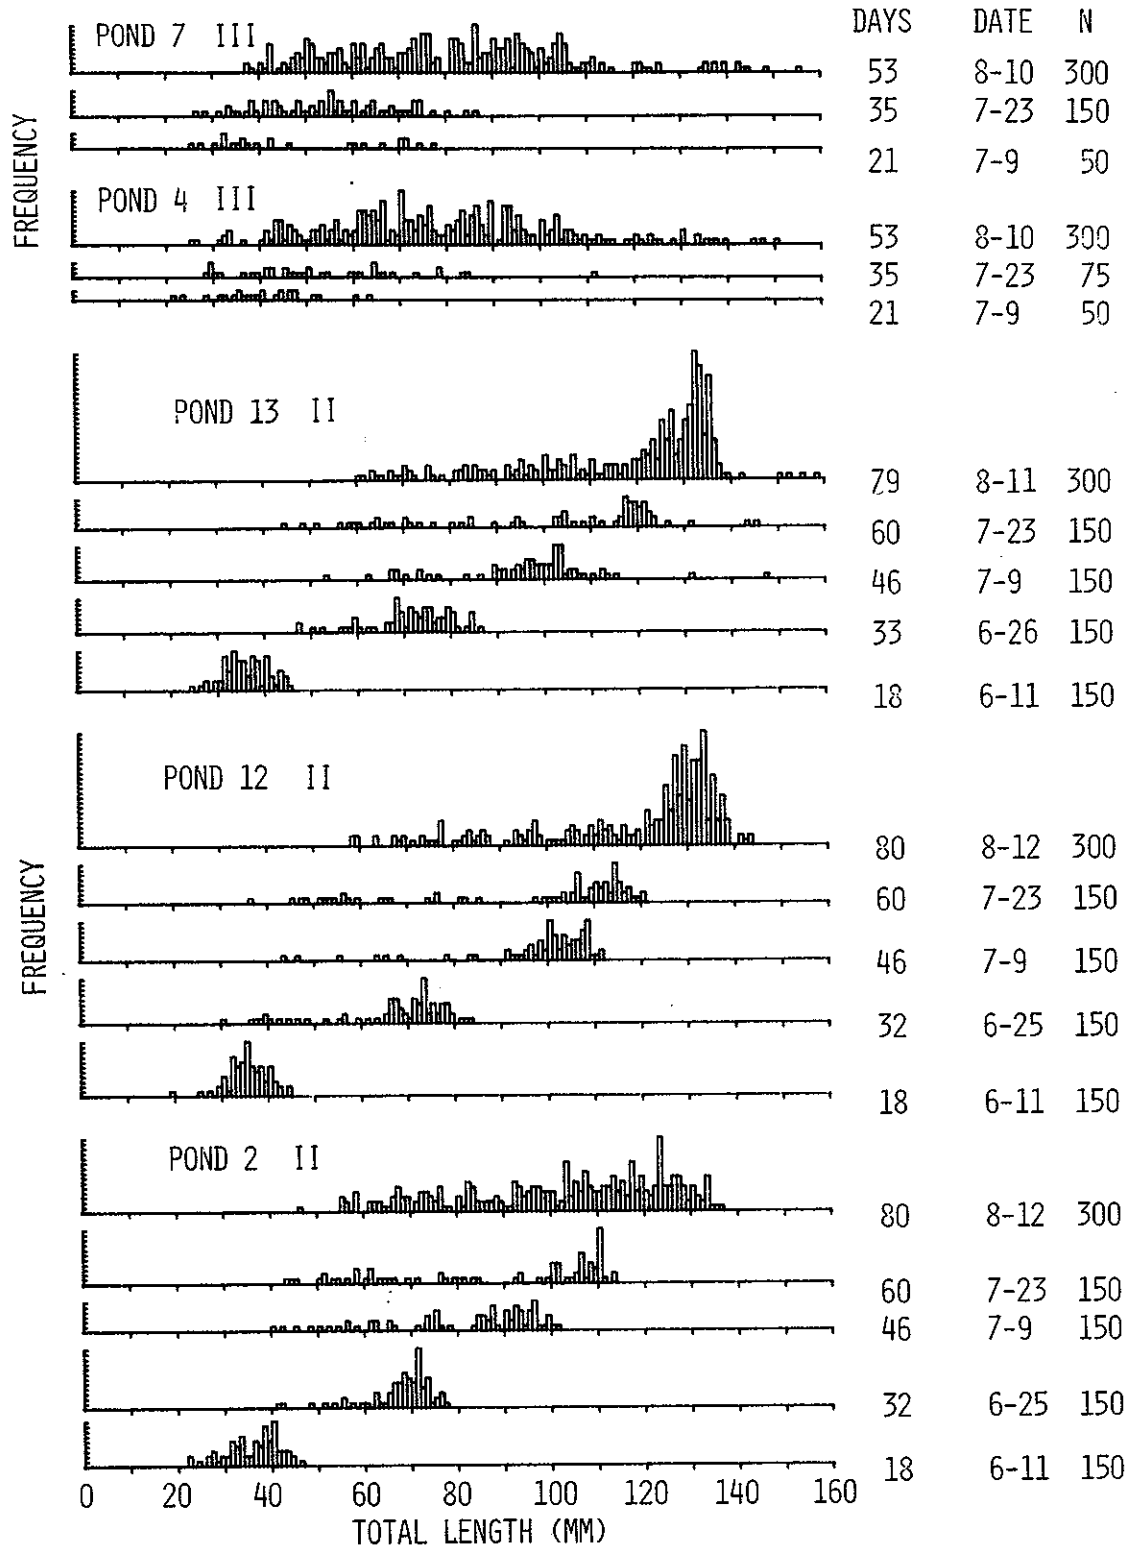 DAYS DATE N
POND 7 III
53 8-10 300
35 7-23 150
21 7-9 50
FREQUENCY
POND 4 III
53 8-10 300
35 7-23 75
21 7-9 50
POND 13 II
79 8-11 300
60 7-23 150
46 7-9 150
33 6-26 150
18 6-11 150
POND 12 II
80 8-12 300
60 7-23 150
FREQUENCY
46 7-9 150
32 6-25 150
18 6-11 150
POND 2 II
80 8-12 300
60 7-23 150
46 7-9 150
32 6-25 150
18 6-11 150
0 20 40 60 80 100 120 140 160
TOTAL LENGTH (MM)